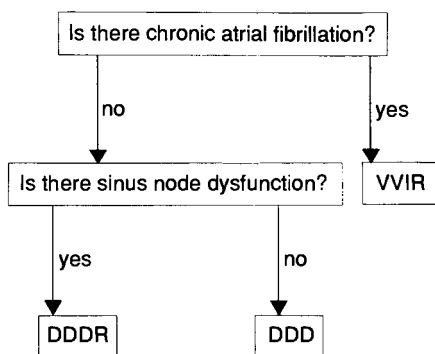 Is there chronic atrial fibrillation?
no
yes
Is there sinus node dysfunction?
VVIR
yes
no
DDDR
DDD